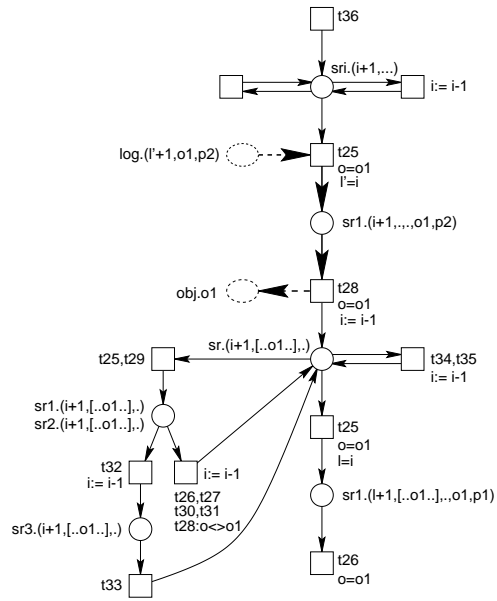 t36
sri.(i+1,...)
i:= i-1
log.(l'+1,o1,p2)
t25
o=o1
l'=i
sr1.(i+1,.,.,o1,p2)
obj.o1
t28
o=o1
i:= i-1
sr.(i+1,[..o1..],.)
t25,t29
t34,t35
i:= i-1
sr1.(i+1,[..o1..],.)
sr2.(i+1,[..o1..],.)
t25
o=o1
l=i
t32
i:= i-1
i:= i-1
t26,t27
t30,t31
t28:o<>o1
sr1.(l+1,[..o1..],.,o1,p1)
sr3.(i+1,[..o1..],.)
t26
o=o1
t33